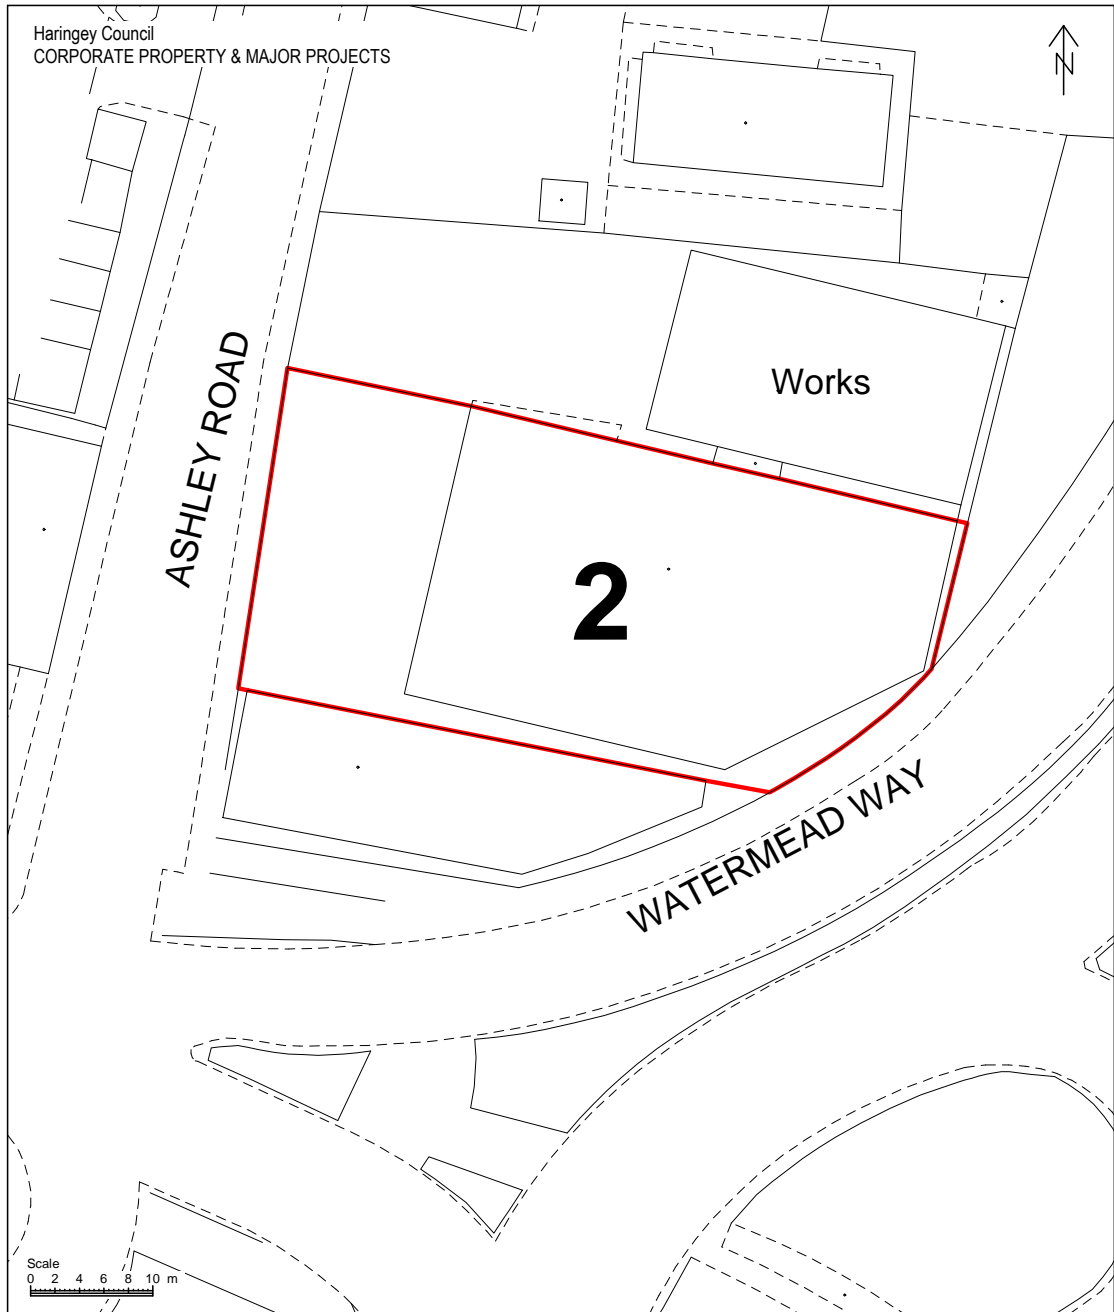 Haringey Council
CORPORATE PROPERTY & MAJOR PROJECTS
N
Works
ASHLEY ROAD
2
WATERMEAD WAY
Scale
0 2 4 6 8 10 m